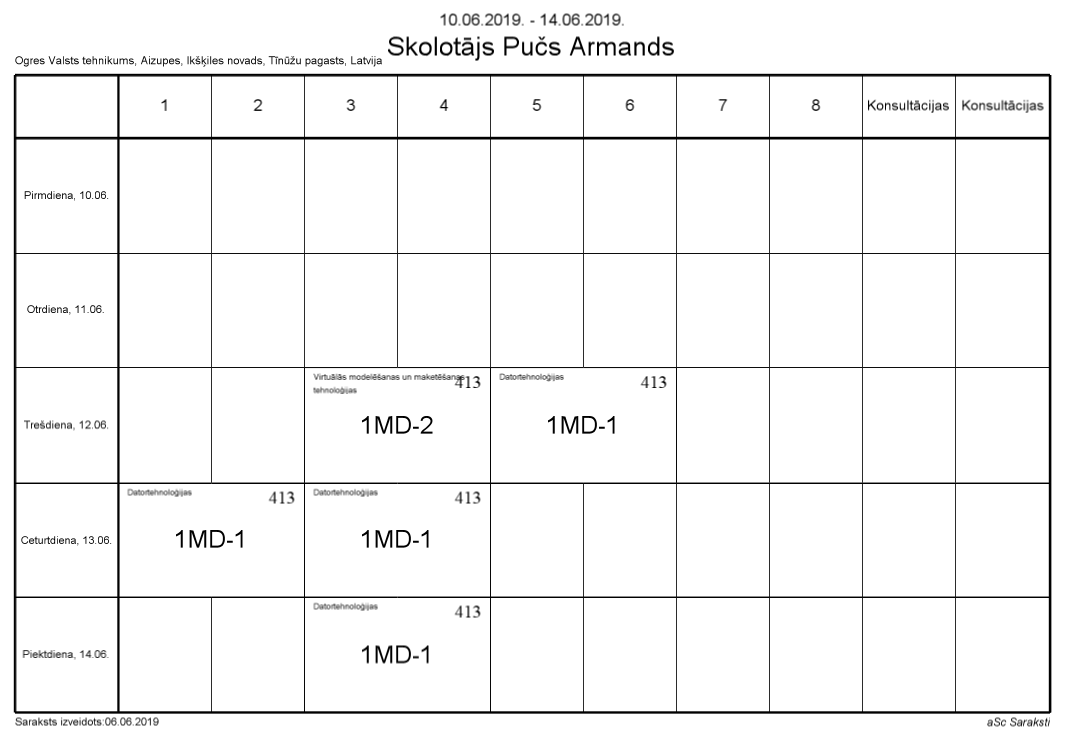 10.06.2019. - 14.06.2019.
Skolotājs Pučs Armands
Ogres Valsts tehnikums, Aizupes, Ikšķiles novads, Tīnūžu pagasts, Latvija
1 2 3 4 5 6 7 8 Konsultācijas Konsultācijas
Pirmdiena, 10.06.
Otrdiena, 11.06.
Virtuālās modelēšanas un maketēšanas 413 Datortehnoloģijas 413
tehnoloģijas
Trešdiena, 12.06. 1MD-2 1MD-1
Datortehnoloģijas 413 Datortehnoloģijas 413
Ceturtdiena, 13.06. 1MD-1 1MD-1
Datortehnoloģijas 413
Piektdiena, 14.06. 1MD-1
Saraksts izveidots:06.06.2019 aSc Saraksti